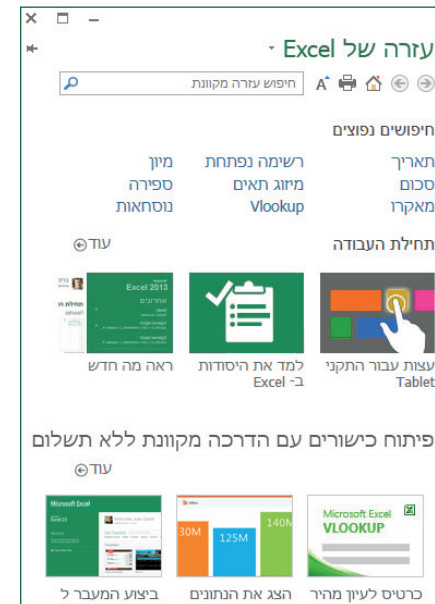 עזרה של Excel
חיפוש עזרה מקוונת
חיפושים נפוצים
תאריך רשימה נפתחת מיון
סכום מיזוג תאים ספירה
מאקרו Vlookup נוסחאות
תחילת העבודה עוד
Excel 2013
אחרונים
עצות עבור התקני למד את היסודות ראה מה חדש
Tablet ב- Excel
פיתוח כישורים עם הדרכה מקוונת ללא תשלום
עוד
Microsoft Excel VLOOKUP
30M 125M 140M
Microsoft Excel
כרטיס לעיון מהיר הצג את הנתונים ביצוע המעבר ל